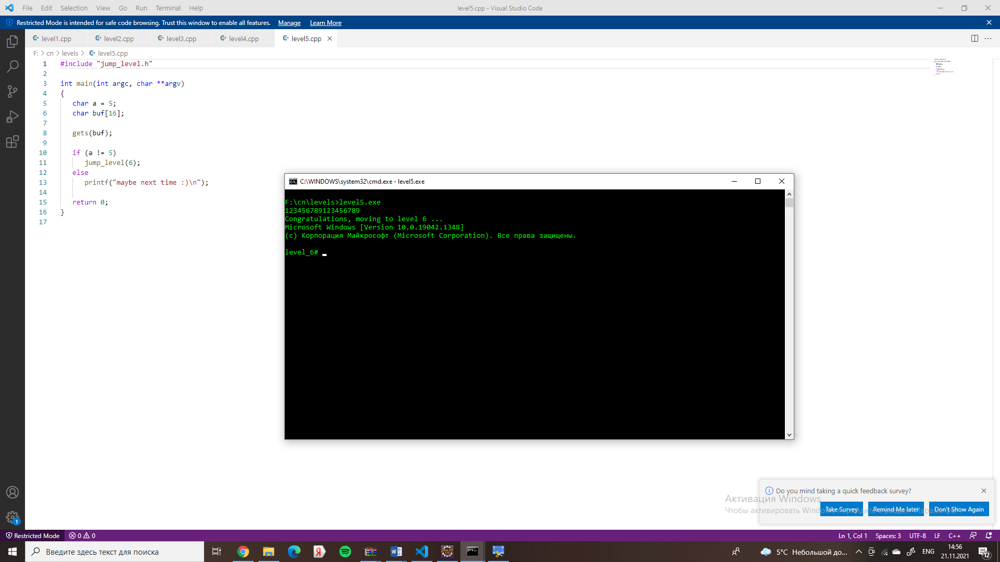 File Edit Selection View Go Run Terminal Help
level5.cpp - Visual Studio Code
Restricted Mode is intended for safe code browsing. Trust this window to enable all features. Manage Learn More
level1.cpp level2.cpp level3.cpp level4.cpp level5.cpp
F: > сп > levels > level5.cpp
1 #include "jump_level.h"
2
3 int main(int argc, char **argv)
4 {
5 char a = 5;
6 char buf[16];
7
8 gets(buf);
9
10 if (a != 5)
11 jump_level(6);
12 else
13 printf("maybe next time :)\n");
14
15 return 0;
16 }
17
C:\WINDOWS\system32\cmd.exe - level5.exe
F:\сп\levels>level5.exe
123456789123456789
Congratulations, moving to level 6 ...
Microsoft Windows [Version 10.0.19042.1348]
(c) Корпорация Майкрософт (Microsoft Corporation). Все права защищены.
level_6#
Do you mind taking a quick feedback survey?
Take Survey Remind Me later Don't Show Again
Активация Windows
Чтобы активировать Windows, перейдите в раздел "Параметры".
1
Restricted Mode 0 0
Ln 1, Col 1 Spaces: 3 UTF-8 LF C++
Введите здесь текст для поиска
5°C Небольшой до... ENG 14:56
21.11.2021
12